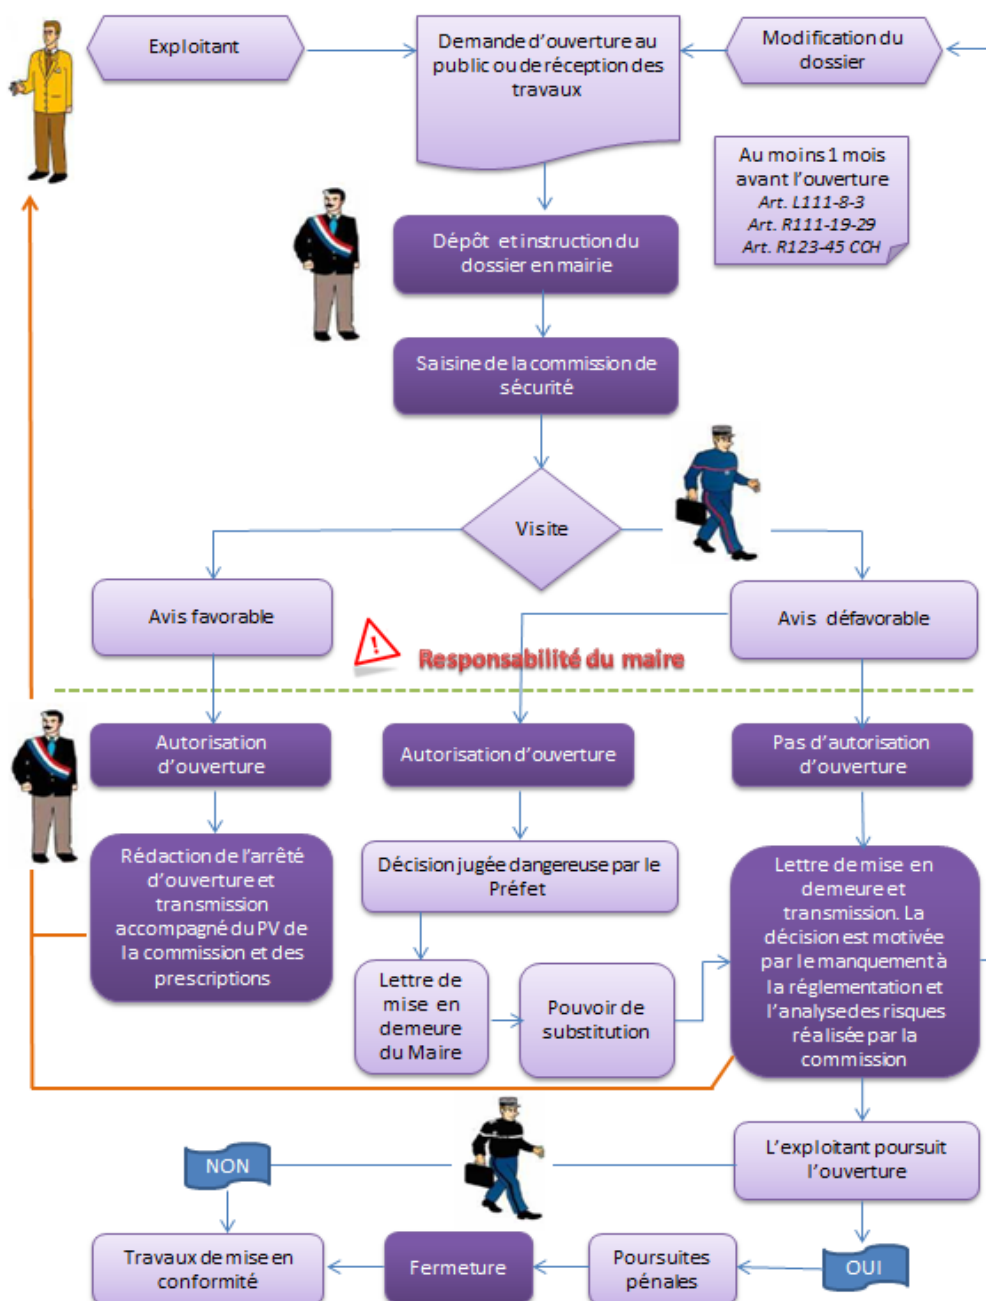 Exploitant
Demande d'ouverture au
public ou de réception des
travaux
Modification du
dossier
Au moins 1 mois
avant l'ouverture
Art. L111-8-3
Art. R111-19-29
Art. R123-45 CCH
Dépôt et instruction du
dossier en mairie
Saisine de la commission de
sécurité
Visite
Avis favorable
Avis défavorable
Responsabilité du maire
Autorisation
d'ouverture
Autorisation d'ouverture
Pas d'autorisation
d'ouverture
Rédaction de l'arrêté
d'ouverture et
transmission
accompagné du PV de
la commission et des
prescriptions
Décision jugée dangereuse par le
Préfet
Lettre de
mise en
demeure
du Maire
Pouvoir de
substitution
Lettre de mise en
demeure et
transmission. La
décision est motivée
par le manquement à
la réglementation et
l'analyse des risques
réalisée par la
commission
L'exploitant poursuit
l'ouverture
NON
OUI
Travaux de mise en
conformité
Fermeture
Poursuites
pénales